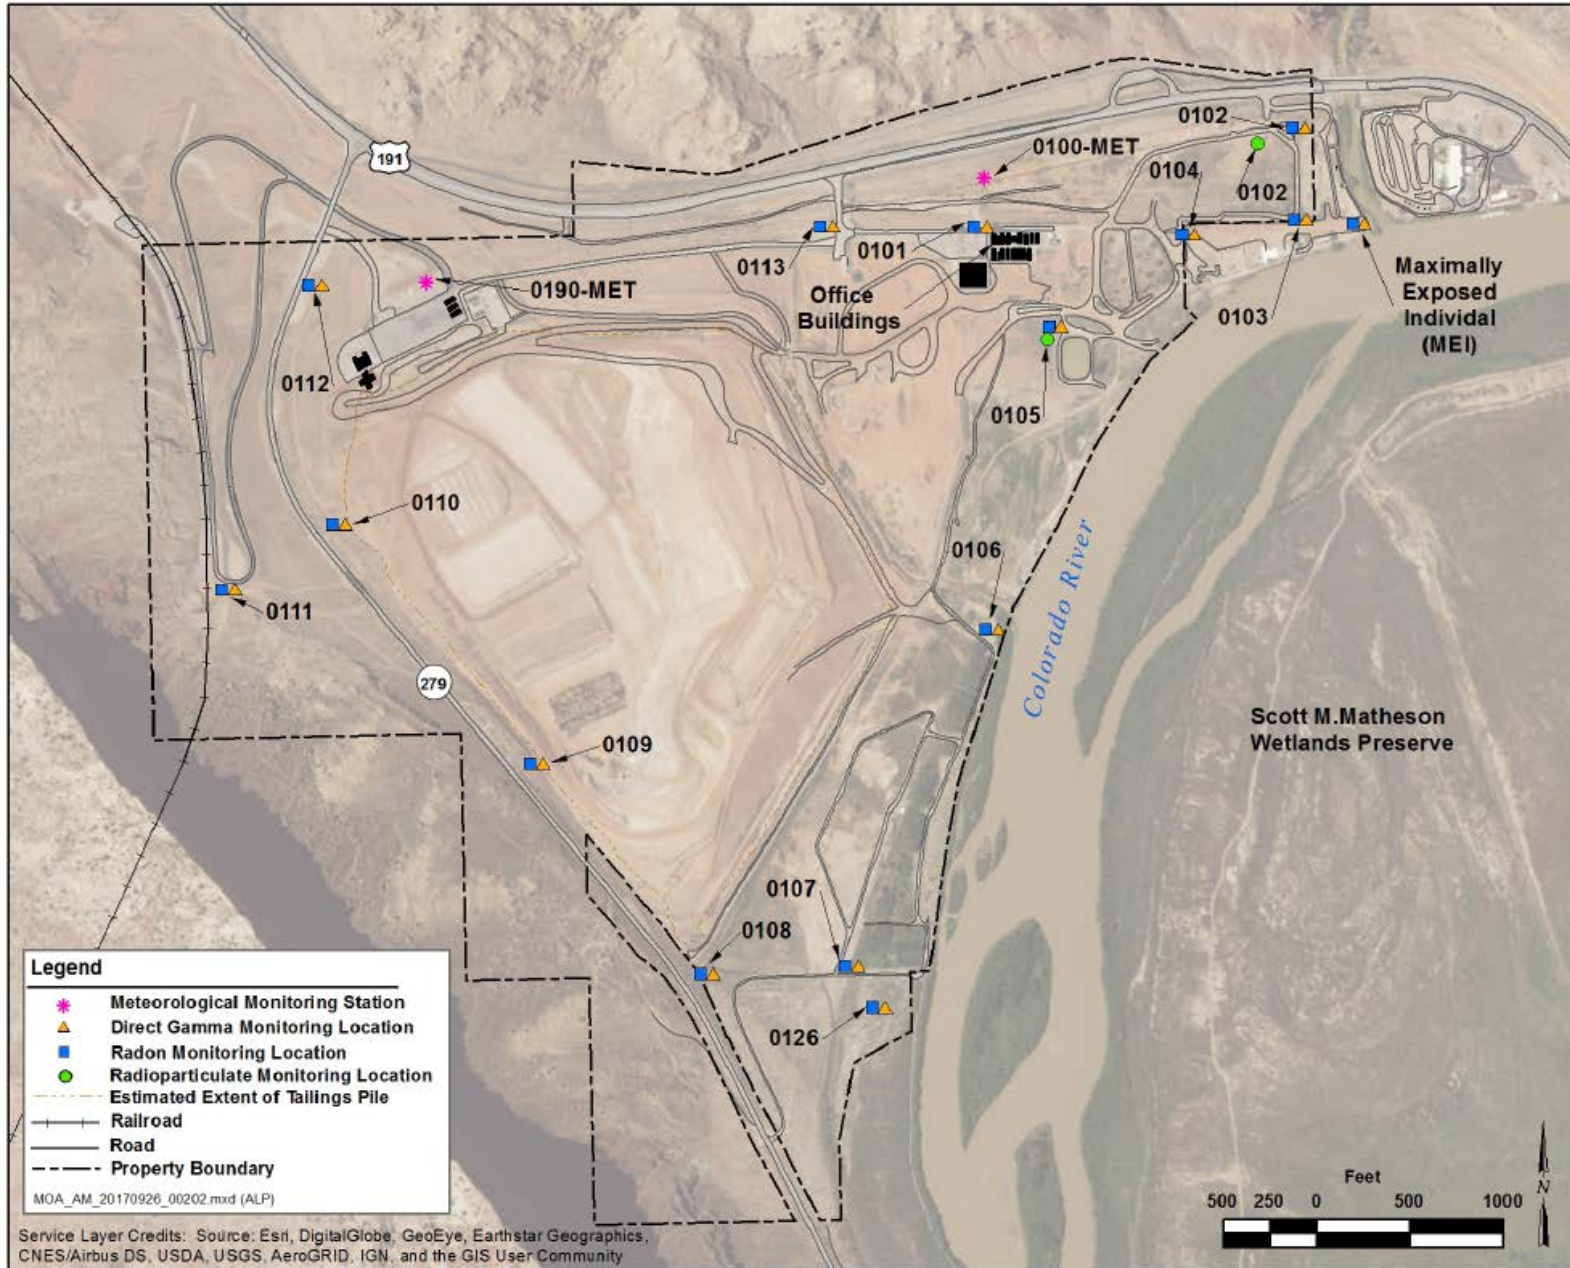 191
0102
0100-MET
0104
0102
0113
0101
0190-MET
Office
Buildings
0103
Maximally
Exposed
Individal
(MEI)
0112
0105
0110
0106
0111
Colorado River
279
Scott M.Matheson
Wetlands Preserve
0109
0107
0108
0126
Legend
Meteorological Monitoring Station
Direct Gamma Monitoring Location
Radon Monitoring Location
Radioparticulate Monitoring Location
Estimated Extent of Tailings Pile
Railroad
Road
Property Boundary
MOA_AM_20170926_00202.mxd (ALP)
Feet
500 250 0 500 1000
N
Service Layer Credits: Source: Esri, DigitalGlobe, GeoEye, Earthstar Geographics,
CNES/Airbus DS, USDA, USGS, AeroGRID, IGN, and the GIS User Community